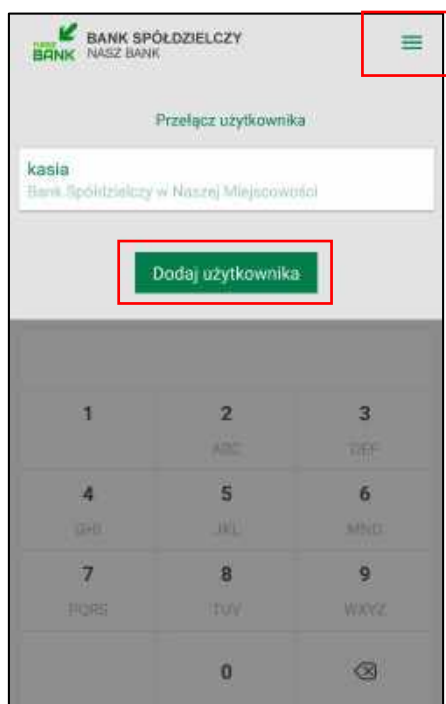 BANK SPÓŁDZIELCZY
NASZ BANK
nasz
BANK
Przełącz użytkownika
kasia
Bank Spółdzielczy w Naszej Miejscowości
Dodaj użytkownika
1 2 3
ABC DEF
4 5 6
GHI JKL MNO
7 8 9
PQRS TUV WXYZ
0